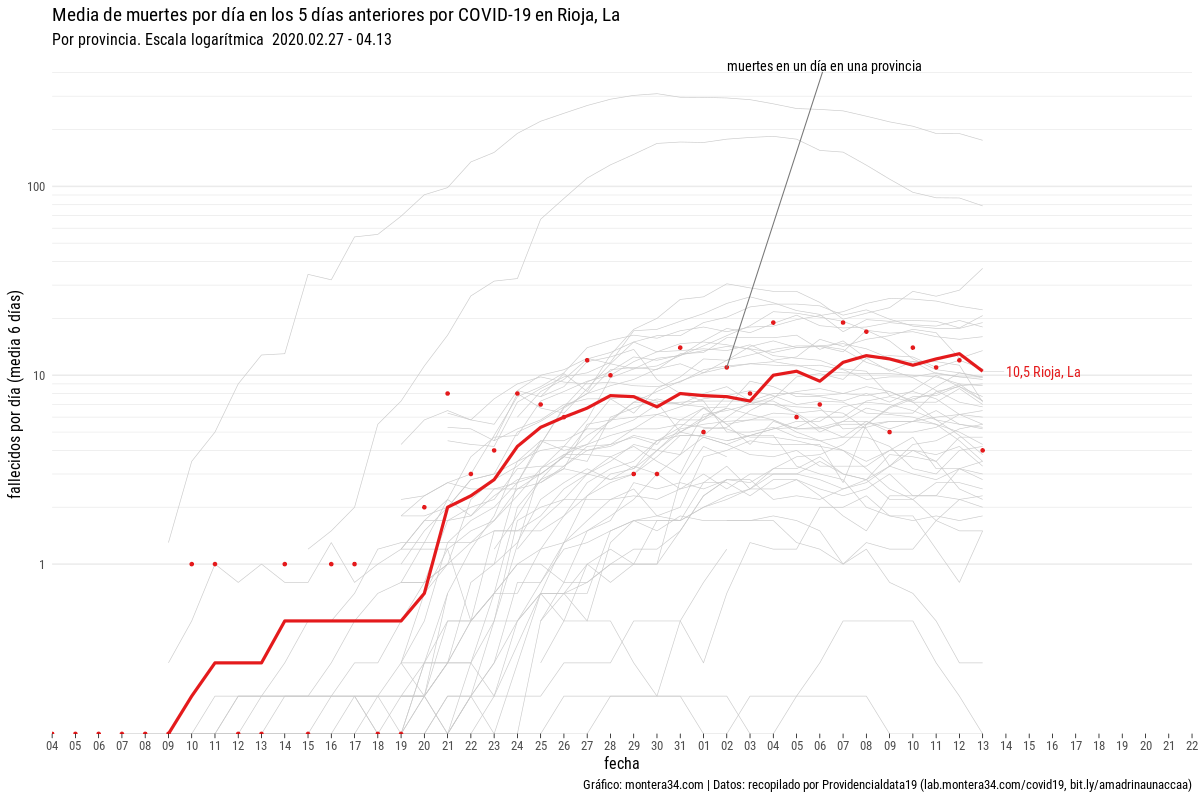 Media de muertes por día en los 5 días anteriores por COVID-19 en Rioja, La
Por provincia. Escala logarítmica  2020.02.27 - 04.13
muertes en un día en una provincia
fallecidos por día (media 6 días)
100
10
1
10,5 Rioja, La
04 05 06 07 08 09 10 11 12 13 14 15 16 17 18 19 20 21 22 23 24 25 26 27 28 29 30 31 01 02 03 04 05 06 07 08 09 10 11 12 13 14 15 16 17 18 19 20 21 22
fecha
Gráfico: montera34.com | Datos: recopilado por Providencialdata19 (lab.montera34.com/covid19, bit.ly/amadrinaunaccaa)